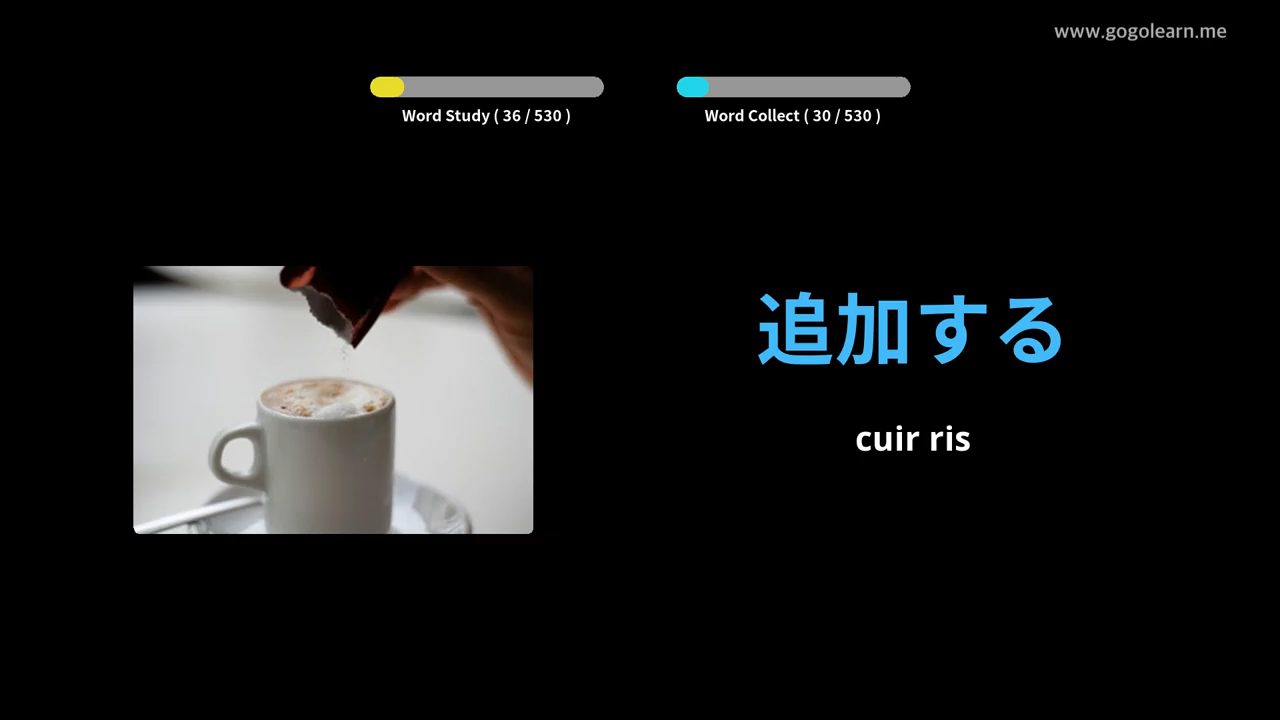 www.gogolearn.me
Word Study ( 36 / 530 )
Word Collect ( 30 / 530 )
追加する
cuir ris